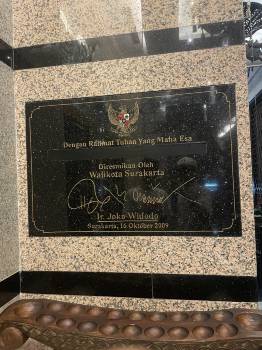 Dengan Rahmat Tuhan Yang Maha Esa
Diresmikan Oleh
Walikota Surakarta
Ir. Joko Widodo
Surakarta, 16 Oktober 2009